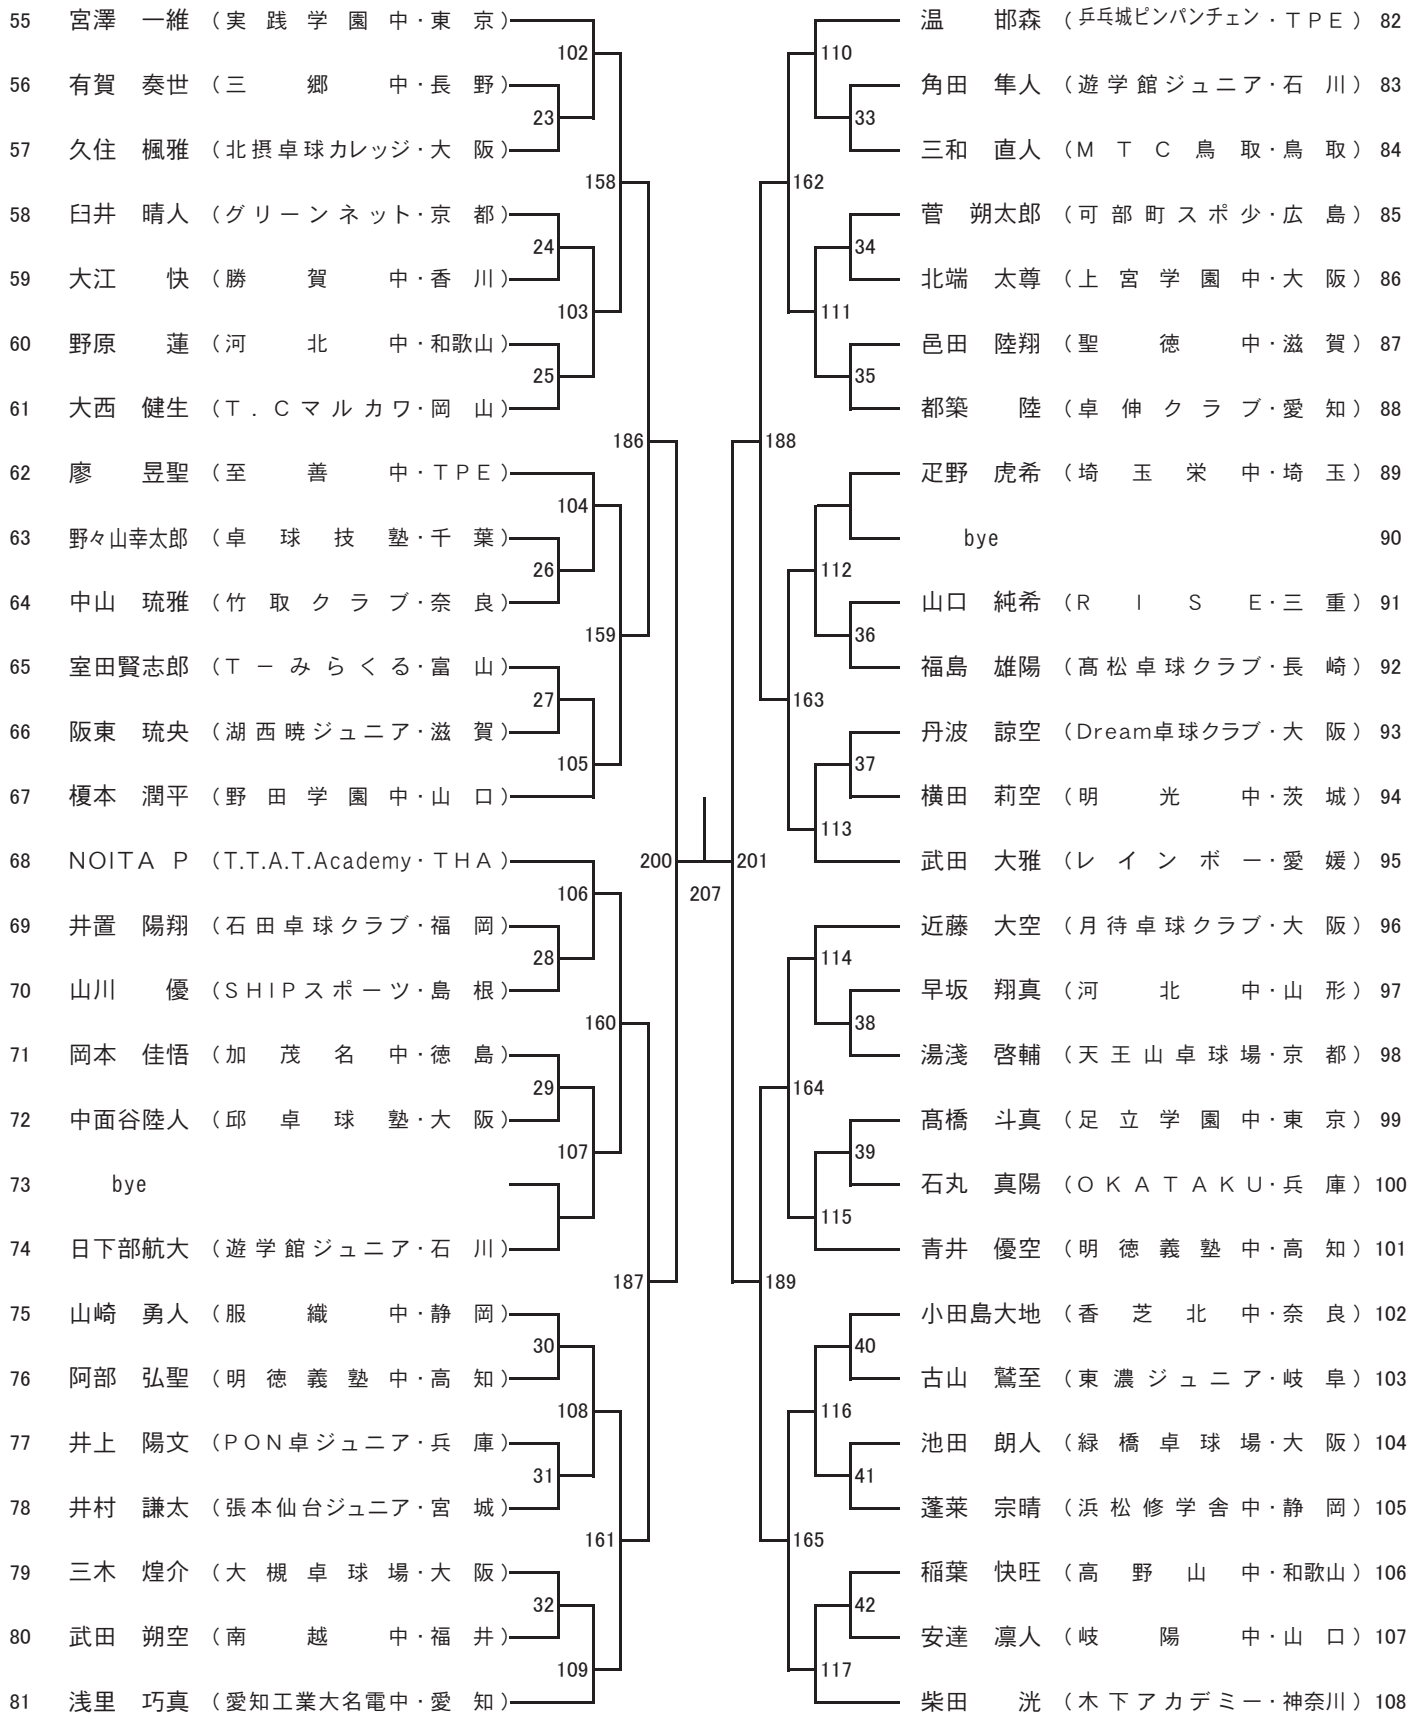 55 宮澤 一維 (実践学園中・東京)
102
56 有賀 奏世 (三郷中・長野)
23
57 久住 楓雅 (北摂卓球カレッジ・大阪)
158
58 臼井 晴人 (グリーンネット・京都)
24
59 大江 快 (勝賀中・香川)
103
60 野原 蓮 (河北中・和歌山)
25
61 大西 健生 (T.Cマルカワ・岡山)
186
62 廖 昱聖 (至善中・TPE)
104
63 野々山幸太郎 (卓球技塾・千葉)
26
64 中山 琉雅 (竹取クラブ・奈良)
159
65 室田賢志郎 (T-みらくる・富山)
27
66 阪東 琉央 (湖西暁ジュニア・滋賀)
105
67 榎本 潤平 (野田学園中・山口)
68 NOITA P (T.T.A.T.Academy・THA)
200
106
69 井置 陽翔 (石田卓球クラブ・福岡)
28
70 山川 優 (SHIPスポーツ・島根)
160
71 岡本 佳悟 (加茂名中・徳島)
29
72 中面谷陸人 (邱卓球塾・大阪)
107
73 bye
74 日下部航大 (遊学館ジュニア・石川)
187
75 山崎 勇人 (服織中・静岡)
30
76 阿部 弘聖 (明徳義塾中・高知)
108
77 井上 陽文 (PON卓ジュニア・兵庫)
31
78 井村 謙太 (張本仙台ジュニア・宮城)
161
79 三木 煌介 (大槻卓球場・大阪)
32
80 武田 朔空 (南越中・福井)
109
81 浅里 巧真 (愛知工業大名電中・愛知)
207
温 邯森 (乒乓城ピンパンチェン・TPE) 82
110
角田 隼人 (遊学館ジュニア・石川) 83
33
三和 直人 (MTC鳥取・鳥取) 84
162
菅 朔太郎 (可部町スポ少・広島) 85
34
北端 太尊 (上宮学園中・大阪) 86
111
邑田 陸翔 (聖徳中・滋賀) 87
35
都築 陸 (卓伸クラブ・愛知) 88
188
疋野 虎希 (埼玉栄中・埼玉) 89
bye 90
112
山口 純希 (RISE・三重) 91
36
福島 雄陽 (髙松卓球クラブ・長崎) 92
163
丹波 諒空 (Dream卓球クラブ・大阪) 93
37
横田 莉空 (明光中・茨城) 94
113
武田 大雅 (レインボー・愛媛) 95
201
近藤 大空 (月待卓球クラブ・大阪) 96
114
早坂 翔真 (河北中・山形) 97
38
湯淺 啓輔 (天王山卓球場・京都) 98
164
髙橋 斗真 (足立学園中・東京) 99
39
石丸 真陽 (OKATAKU・兵庫) 100
115
青井 優空 (明徳義塾中・高知) 101
189
小田島大地 (香芝北中・奈良) 102
40
古山 鷲至 (東濃ジュニア・岐阜) 103
116
池田 朗人 (緑橋卓球場・大阪) 104
41
蓬莱 宗晴 (浜松修学舎中・静岡) 105
165
稲葉 快旺 (高野山中・和歌山) 106
42
安達 凛人 (岐陽中・山口) 107
117
柴田 洸 (木下アカデミー・神奈川) 108